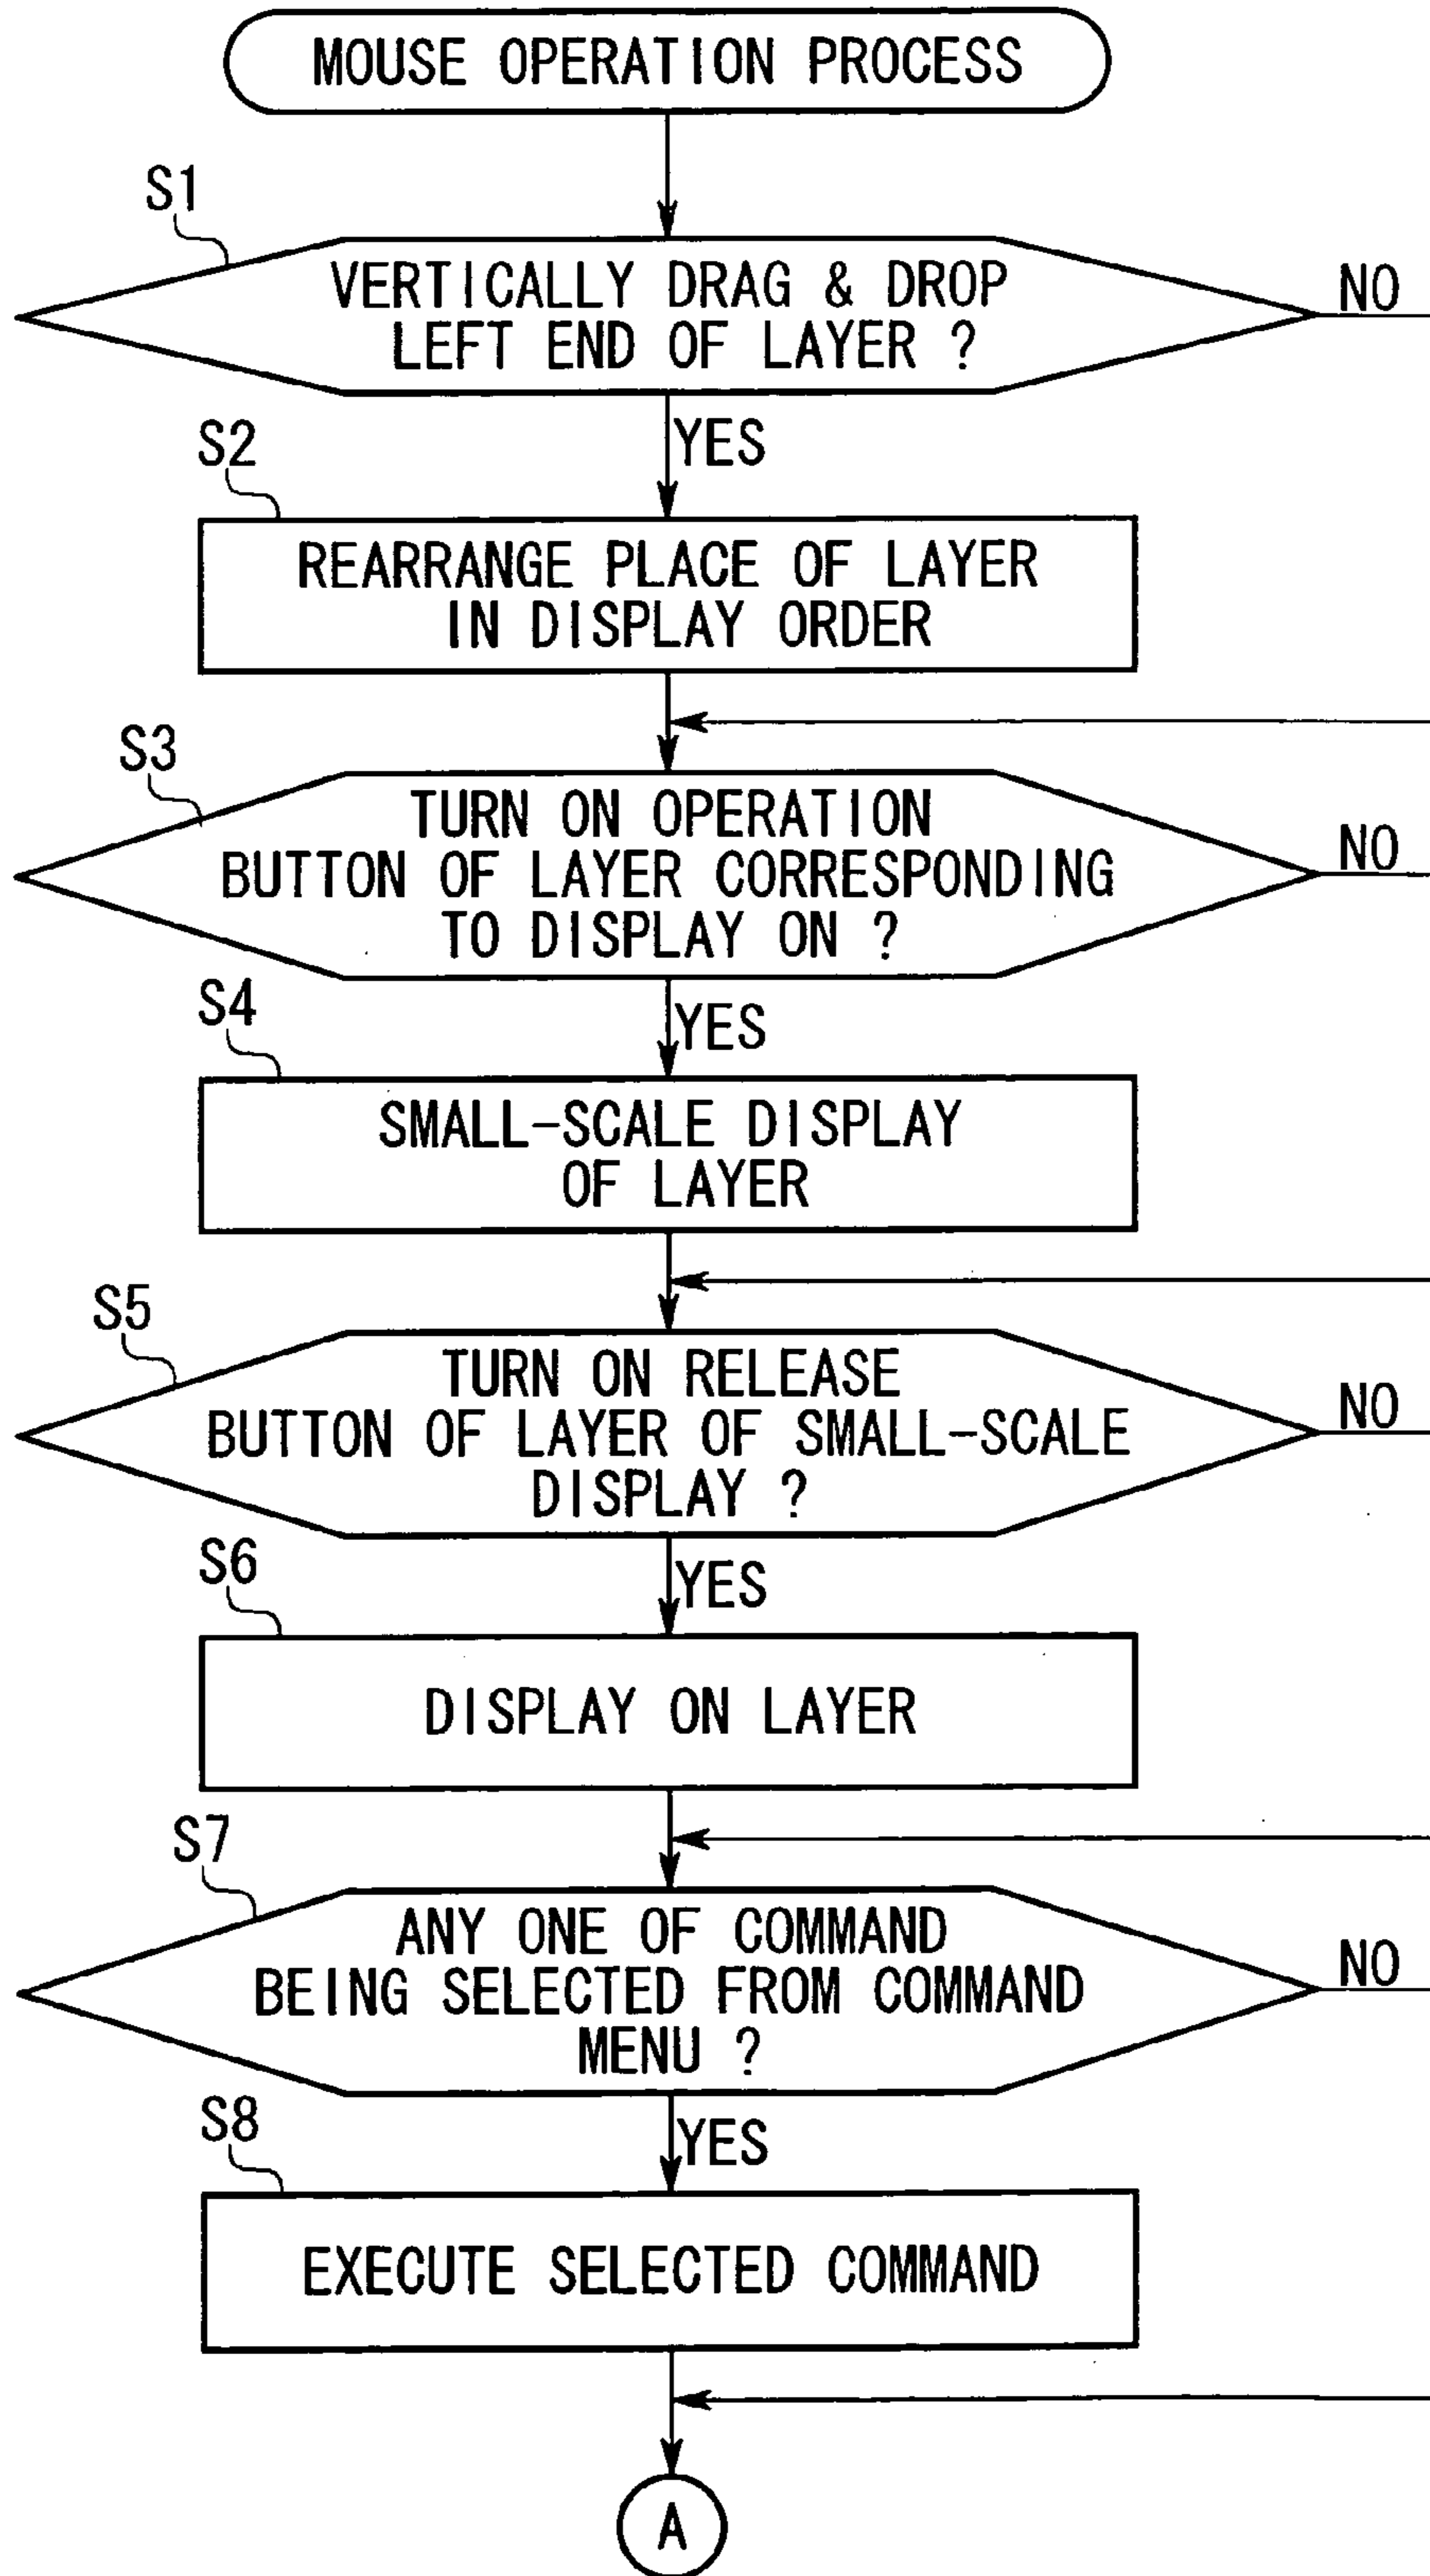 MOUSE OPERATION PROCESS
S1
VERTICALLY DRAG & DROP
LEFT END OF LAYER ?
NO
YES
S2
REARRANGE PLACE OF LAYER
IN DISPLAY ORDER
S3
TURN ON OPERATION
BUTTON OF LAYER CORRESPONDING
TO DISPLAY ON ?
NO
YES
S4
SMALL-SCALE DISPLAY
OF LAYER
S5
TURN ON RELEASE
BUTTON OF LAYER OF SMALL-SCALE
DISPLAY ?
NO
YES
S6
DISPLAY ON LAYER
S7
ANY ONE OF COMMAND
BEING SELECTED FROM COMMAND
MENU ?
NO
YES
S8
EXECUTE SELECTED COMMAND
A